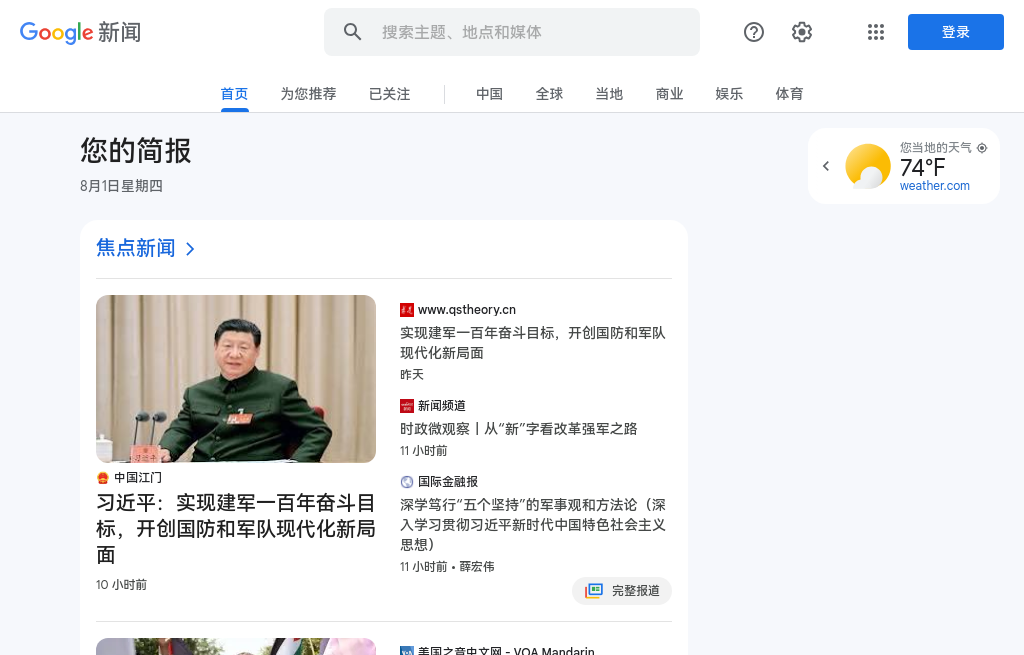 Google 新闻
搜索主题、地点和媒体
登录
首页
为您推荐
已关注
中国
全球
当地
商业
娱乐
体育
您的简报
8月1日星期四
您当地的天气
74°F
weather.com
焦点新闻
习近平
中国江门
习近平：实现建军一百年奋斗目
标，开创国防和军队现代化新局
面
10 小时前
www.qstheory.cn
实现建军一百年奋斗目标，开创国防和军队
现代化新局面
昨天
新闻频道
时政微观察丨从“新”字看改革强军之路
11 小时前
国际金融报
深学笃行“五个坚持”的军事观和方法论（深
入学习贯彻习近平新时代中国特色社会主义
思想）
11 小时前 • 薛宏伟
完整报道
美国之音中文网 - VOA Mandarin